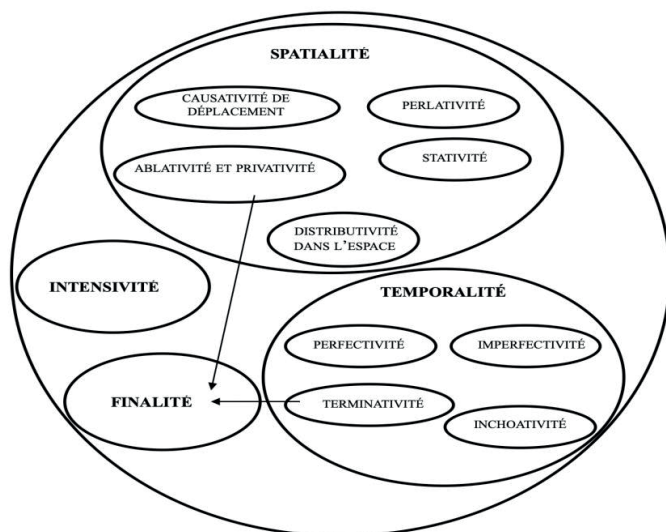 SPATIALITÉ
CAUSATIVITÉ DE
DÉPLACEMENT
PERLATIVITÉ
STATIVITÉ
ABLATIVITÉ ET PRIVATIVITÉ
DISTRIBUTIVITÉ
DANS L’ESPACE
INTENSIVITÉ
TEMPORALITÉ
PERFECTIVITÉ
IMPERFECTIVITÉ
FINALITÉ
TERMINATIVITÉ
INCHOATIVITÉ